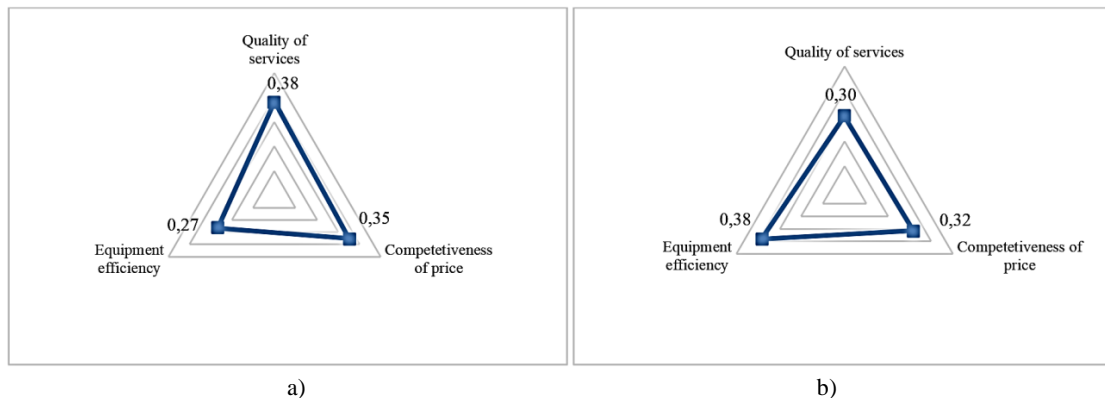 Quality of
services
0,38
0,27
0,35
Equipment
efficiency
Competetiveness
of price
a)
Quality of services
0,30
0,38
0,32
Equipment
efficiency
Competetiveness of
price
b)